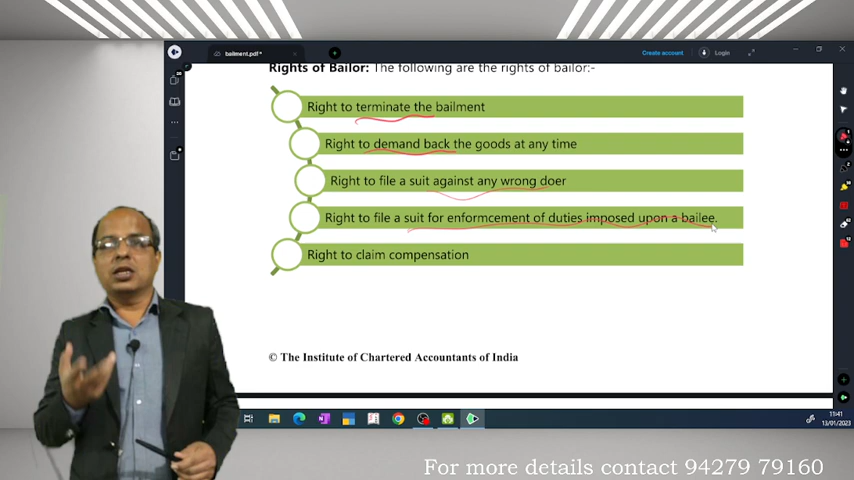 bailment.pdf*
Create account
Login
Rights of Bailor: The following are the rights of bailor:-
Right to terminate the bailment
Right to demand back the goods at any time
Right to file a suit against any wrong doer
Right to file a suit for enformcement of duties imposed upon a bailee.
Right to claim compensation
© The Institute of Chartered Accountants of India
11:41
13/01/2023
For more details contact 94279 79160